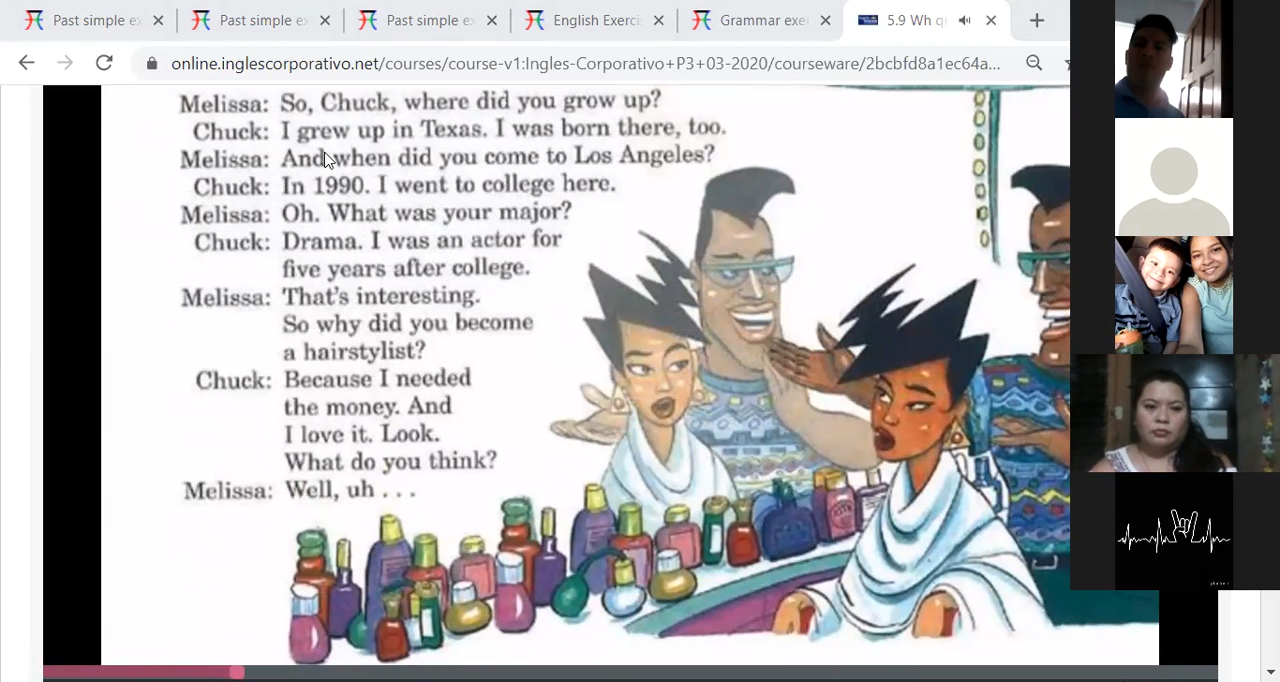 Past simple e
Past simple e
Past simple e
English Exerci
Grammar exe
5.9 Wh q
online.inglescorporativo.net/courses/course-v1:Ingles-Corporativo+P3+03-2020/courseware/2bcbfd8a1ec64a...
Melissa: So, Chuck, where did you grow up?
Chuck: I grew up in Texas. I was born there, too.
Melissa: And when did you come to Los Angeles?
Chuck: In 1990. I went to college here.
Melissa: Oh. What was your major?
Chuck: Drama. I was an actor for
five years after college.
Melissa: That's interesting.
So why did you become
a hairstylist?
Chuck: Because I needed
the money. And
I love it. Look.
What do you think?
Melissa: Well, uh . . .